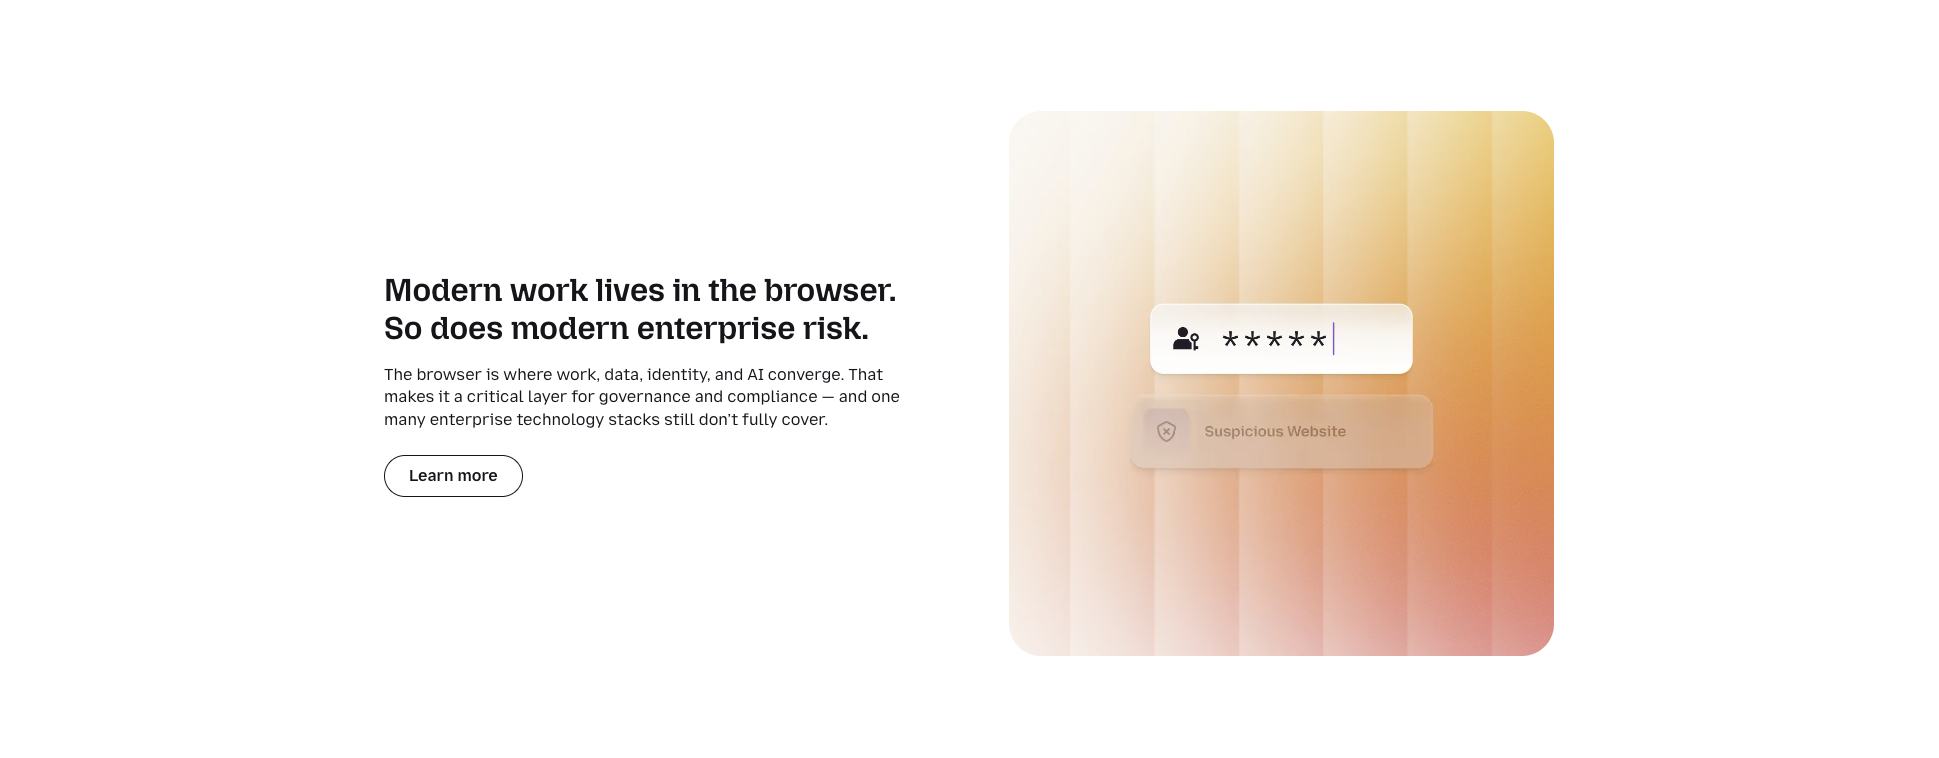 Modern work lives in the browser.
So does modern enterprise risk.
The browser is where work, data, identity, and AI converge. That
makes it a critical layer for governance and compliance — and one
many enterprise technology stacks still don’t fully cover.
Learn more
*****
Suspicious Website